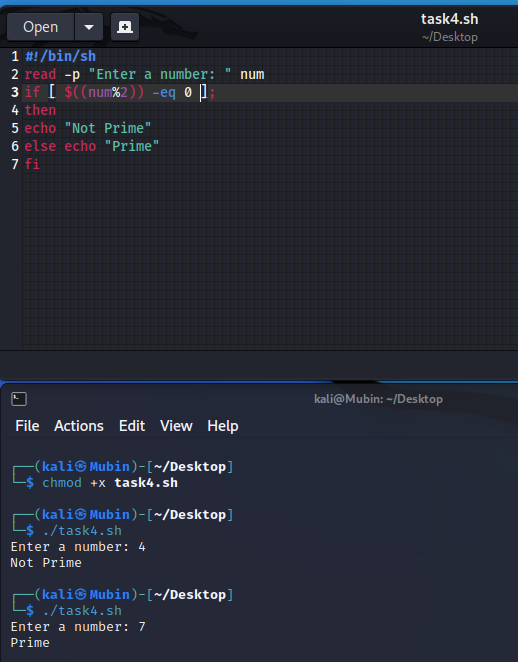 Open
task4.sh
~/Desktop
1 #!/bin/sh
2 read -p "Enter a number: " num
3 if [ $((num%2)) -eq 0 ];
4 then
5 echo "Not Prime"
6 else echo "Prime"
7 fi
kali@Mubin: ~/Desktop
File Actions Edit View Help
┌──(kali㉿Mubin)-[~/Desktop]
└─$ chmod +x task4.sh
┌──(kali㉿Mubin)-[~/Desktop]
└─$ ./task4.sh
Enter a number: 4
Not Prime
┌──(kali㉿Mubin)-[~/Desktop]
└─$ ./task4.sh
Enter a number: 7
Prime